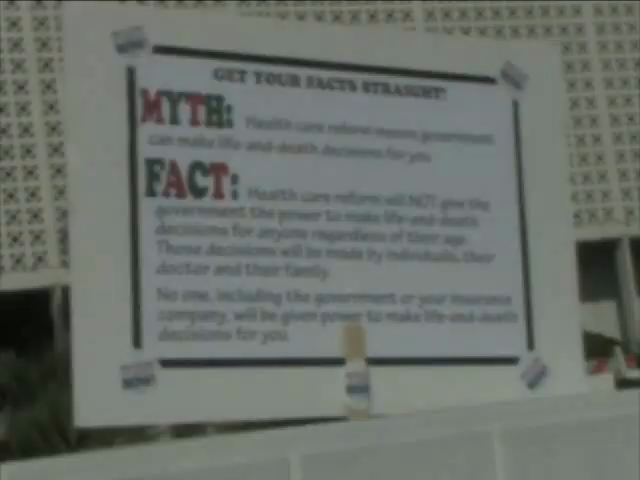 GET YOUR FACTS STRAIGHT!
MYTH: Health care reform means government
can make life-and-death decisions for you.
FACT: Health care reform will NOT give the
government the power to make life-and-death
decisions for anyone regardless of their age.
Those decisions will be made by individuals, their
doctor and their family.
No one, including the government or your insurance
company, will be given power to make life-and-death
decisions for you.